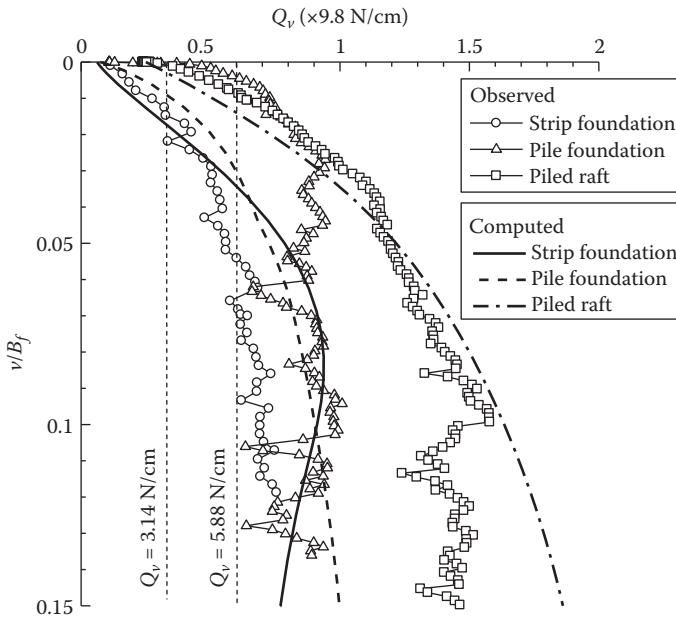 Qᵥ (×9.8 N/cm)
0 0.5 1 1.5 2
0
0.05
0.1
0.15
v/B_f
Observed
Strip foundation
Pile foundation
Piled raft
Computed
Strip foundation
Pile foundation
Piled raft
Qᵥ = 3.14 N/cm
Qᵥ = 5.88 N/cm